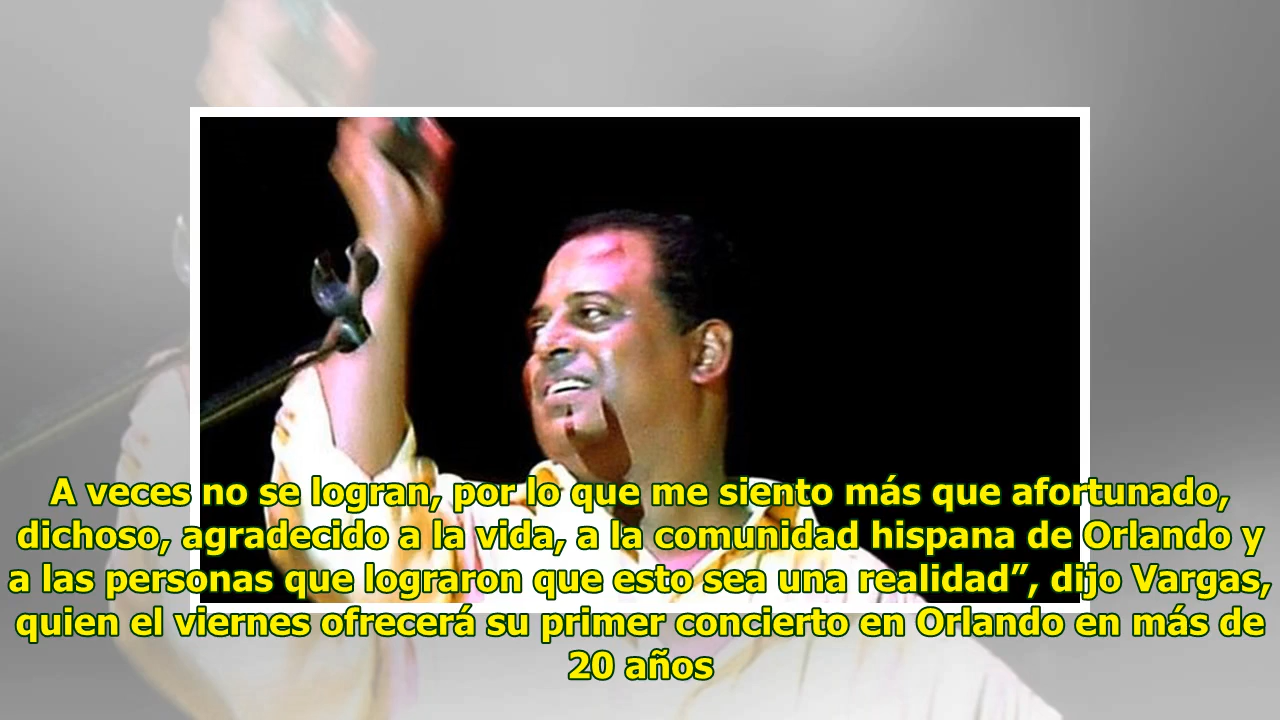 A veces no se logran, por lo que me siento más que afortunado,
dichoso, agradecido a la vida, a la comunidad hispana de Orlando y
a las personas que lograron que esto sea una realidad”, dijo Vargas,
quien el viernes ofrecerá su primer concierto en Orlando en más de
20 años